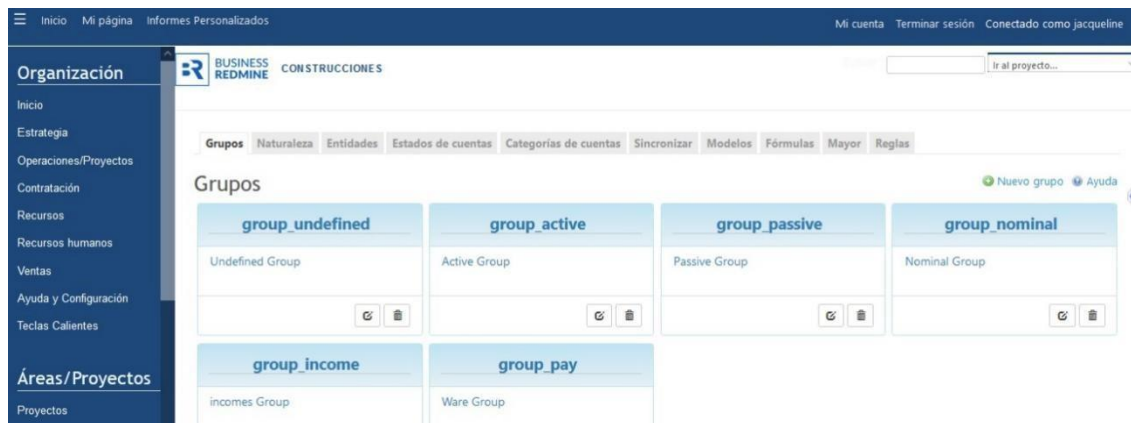 Inicio Mi página Informes Personalizados
Mi cuenta Terminar sesión Conectado como jacqueline
Organización
Inicio
Estrategia
Operaciones/Proyectos
Contratación
Recursos
Recursos humanos
Ventas
Ayuda y Configuración
Teclas Calientes
Áreas/Proyectos
Proyectos
BUSINESS
REDMINE
CONSTRUCCIONES
Ir al proyecto...
Grupos Naturaleza Entidades Estados de cuentas Categorías de cuentas Sincronizar Modelos Fórmulas Mayor Reglas
Grupos
Nuevo grupo Ayuda
group_undefined group_active group_passive group_nominal
Undefined Group Active Group Passive Group Nominal Group
group_income group_pay
incomes Group Ware Group